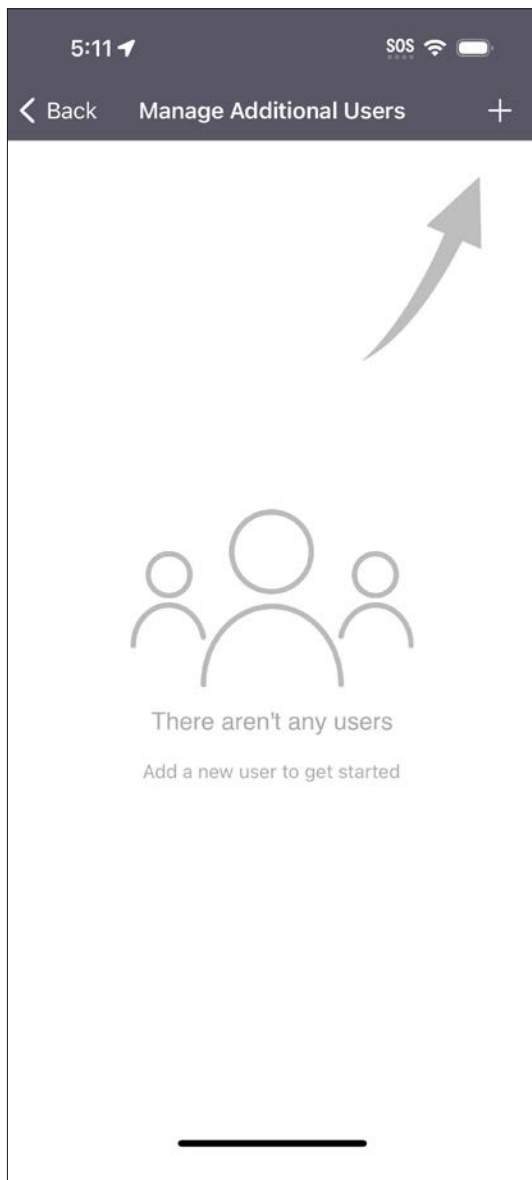 5:11
SOS
Back
Manage Additional Users
+
There aren't any users
Add a new user to get started